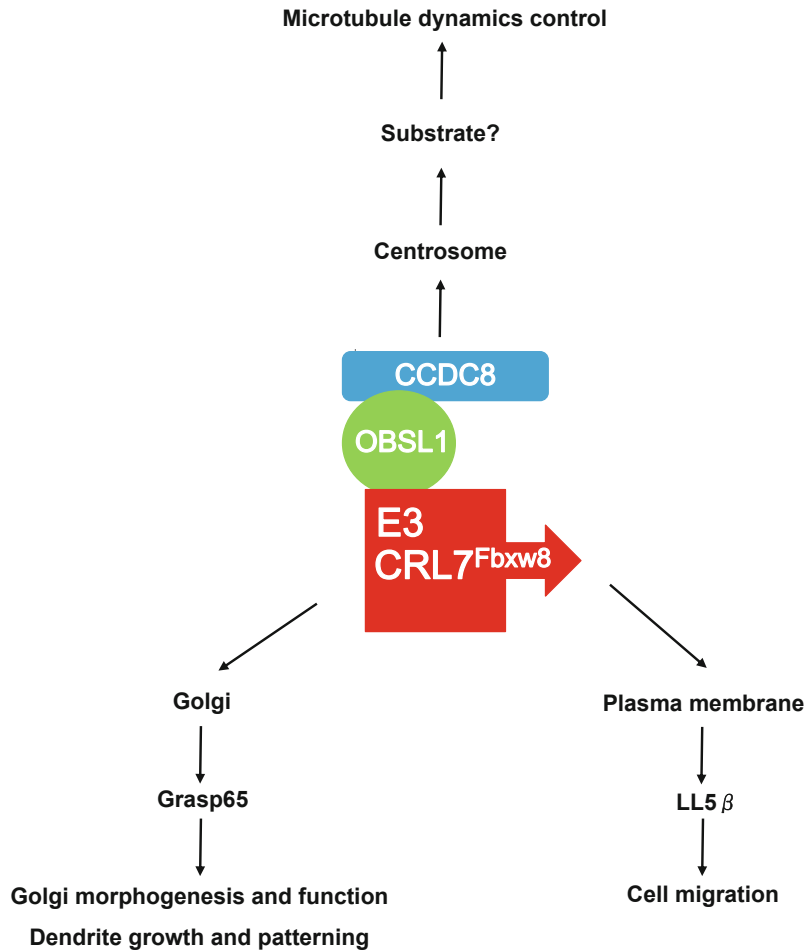 Microtubule dynamics control
Substrate?
Centrosome
CCDC8
OBSL1
E3
CRL7Fbxw8
Golgi
Plasma membrane
Grasp65
LL5 β
Golgi morphogenesis and function
Cell migration
Dendrite growth and patterning